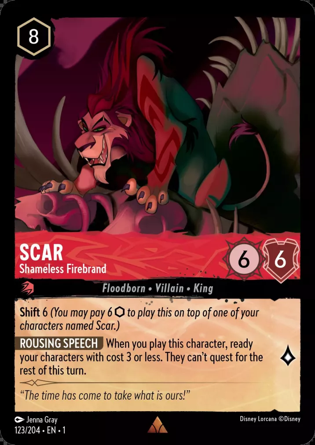 8
SCAR
Shameless Firebrand
6 6
Floodborn • Villain • King
Shift 6 (You may pay 6 ⬡ to play this on top of one of your
characters named Scar.)
ROUSING SPEECH When you play this character, ready
your characters with cost 3 or less. They can't quest for the
rest of this turn.
“The time has come to take what is ours!”
Jenna Gray
123/204 • EN • 1
Disney Lorcana ©Disney